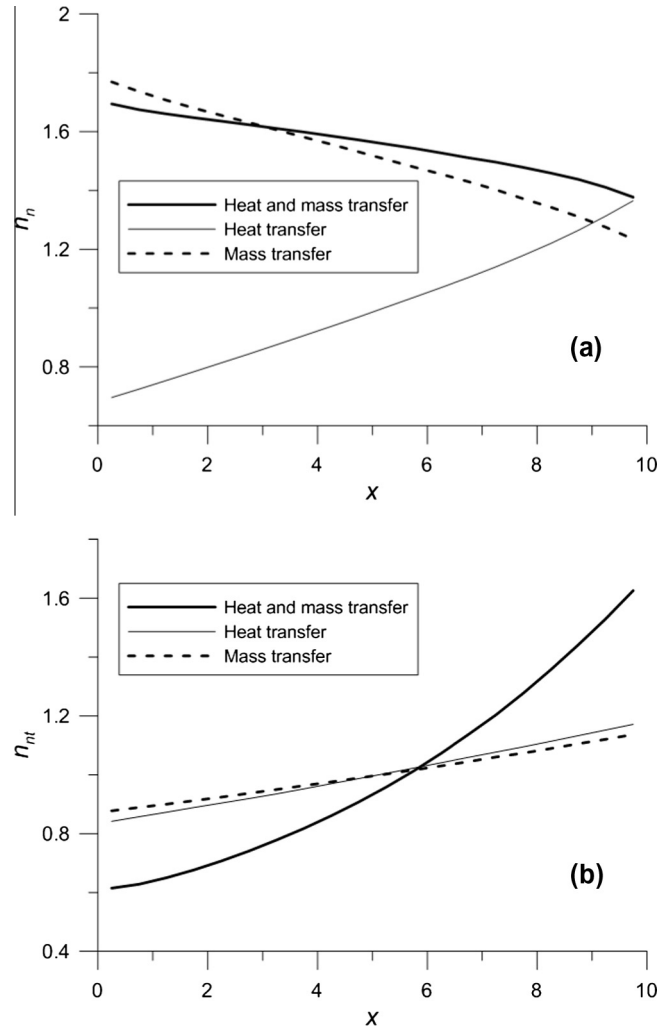 2
1.6
1.2
0.8
n_n
Heat and mass transfer
Heat transfer
Mass transfer
(a)
0 2 4 6 8 10
x
1.6
1.2
0.8
0.4
n_nt
Heat and mass transfer
Heat transfer
Mass transfer
(b)
0 2 4 6 8 10
x